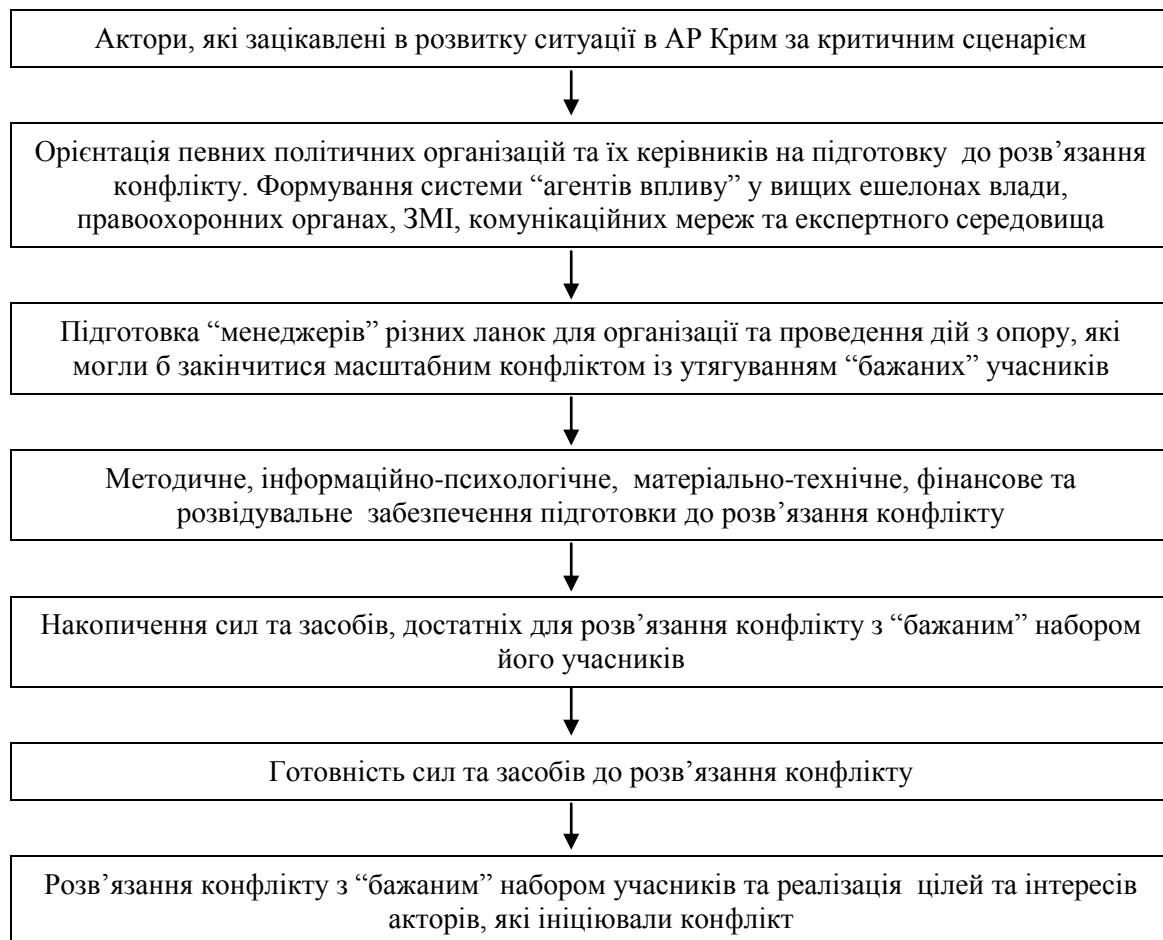 Актори, які зацікавлені в розвитку ситуації в АР Крим за критичним сценарієм
Орієнтація певних політичних організацій та їх керівників на підготовку до розв’язання
конфлікту. Формування системи “агентів впливу” у вищих ешелонах влади,
правоохоронних органах, ЗМІ, комунікаційних мереж та експертного середовища
Підготовка “менеджерів” різних ланок для організації та проведення дій з опору, які
могли б закінчитися масштабним конфліктом із утягуванням “бажаних” учасників
Методичне, інформаційно-психологічне, матеріально-технічне, фінансове та
розвідувальне забезпечення підготовки до розв’язання конфлікту
Накопичення сил та засобів, достатніх для розв’язання конфлікту з “бажаним” набором
його учасників
Готовність сил та засобів до розв’язання конфлікту
Розв’язання конфлікту з “бажаним” набором учасників та реалізація цілей та інтересів
акторів, які ініціювали конфлікт